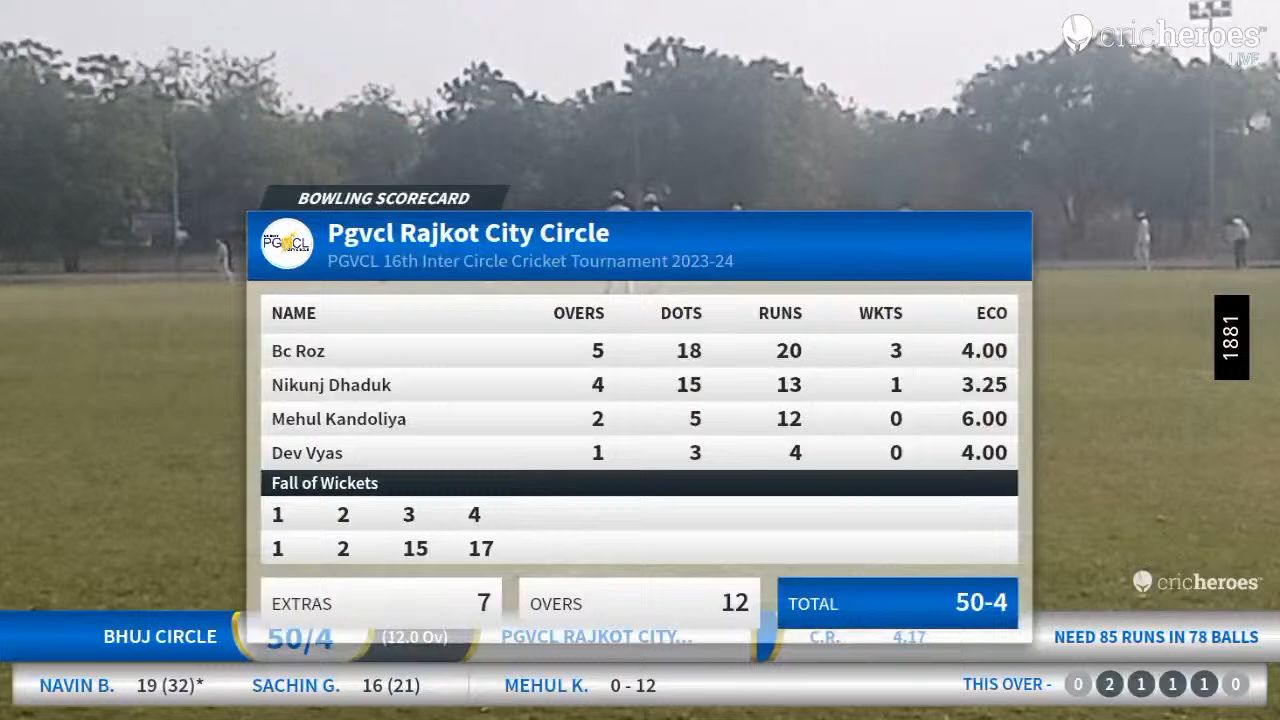 cricheroes™
LIVE
BOWLING SCORECARD
PGVCL
Pgvcl Rajkot City Circle
PGVCL 16th Inter Circle Cricket Tournament 2023-24
NAME OVERS DOTS RUNS WKTS ECO
Bc Roz 5 18 20 3 4.00
Nikunj Dhaduk 4 15 13 1 3.25
Mehul Kandoliya 2 5 12 0 6.00
Dev Vyas 1 3 4 0 4.00
Fall of Wickets
1 2 3 4
1 2 15 17
EXTRAS 7 OVERS 12 TOTAL 50-4
1881
cricheroes
BHUJ CIRCLE 50/4 (12.0 Ov) PGVCL RAJKOT CITY... C.R. 4.17 NEED 85 RUNS IN 78 BALLS
NAVIN B. 19 (32)* SACHIN G. 16 (21) MEHUL K. 0 - 12 THIS OVER - 0 2 1 1 1 0